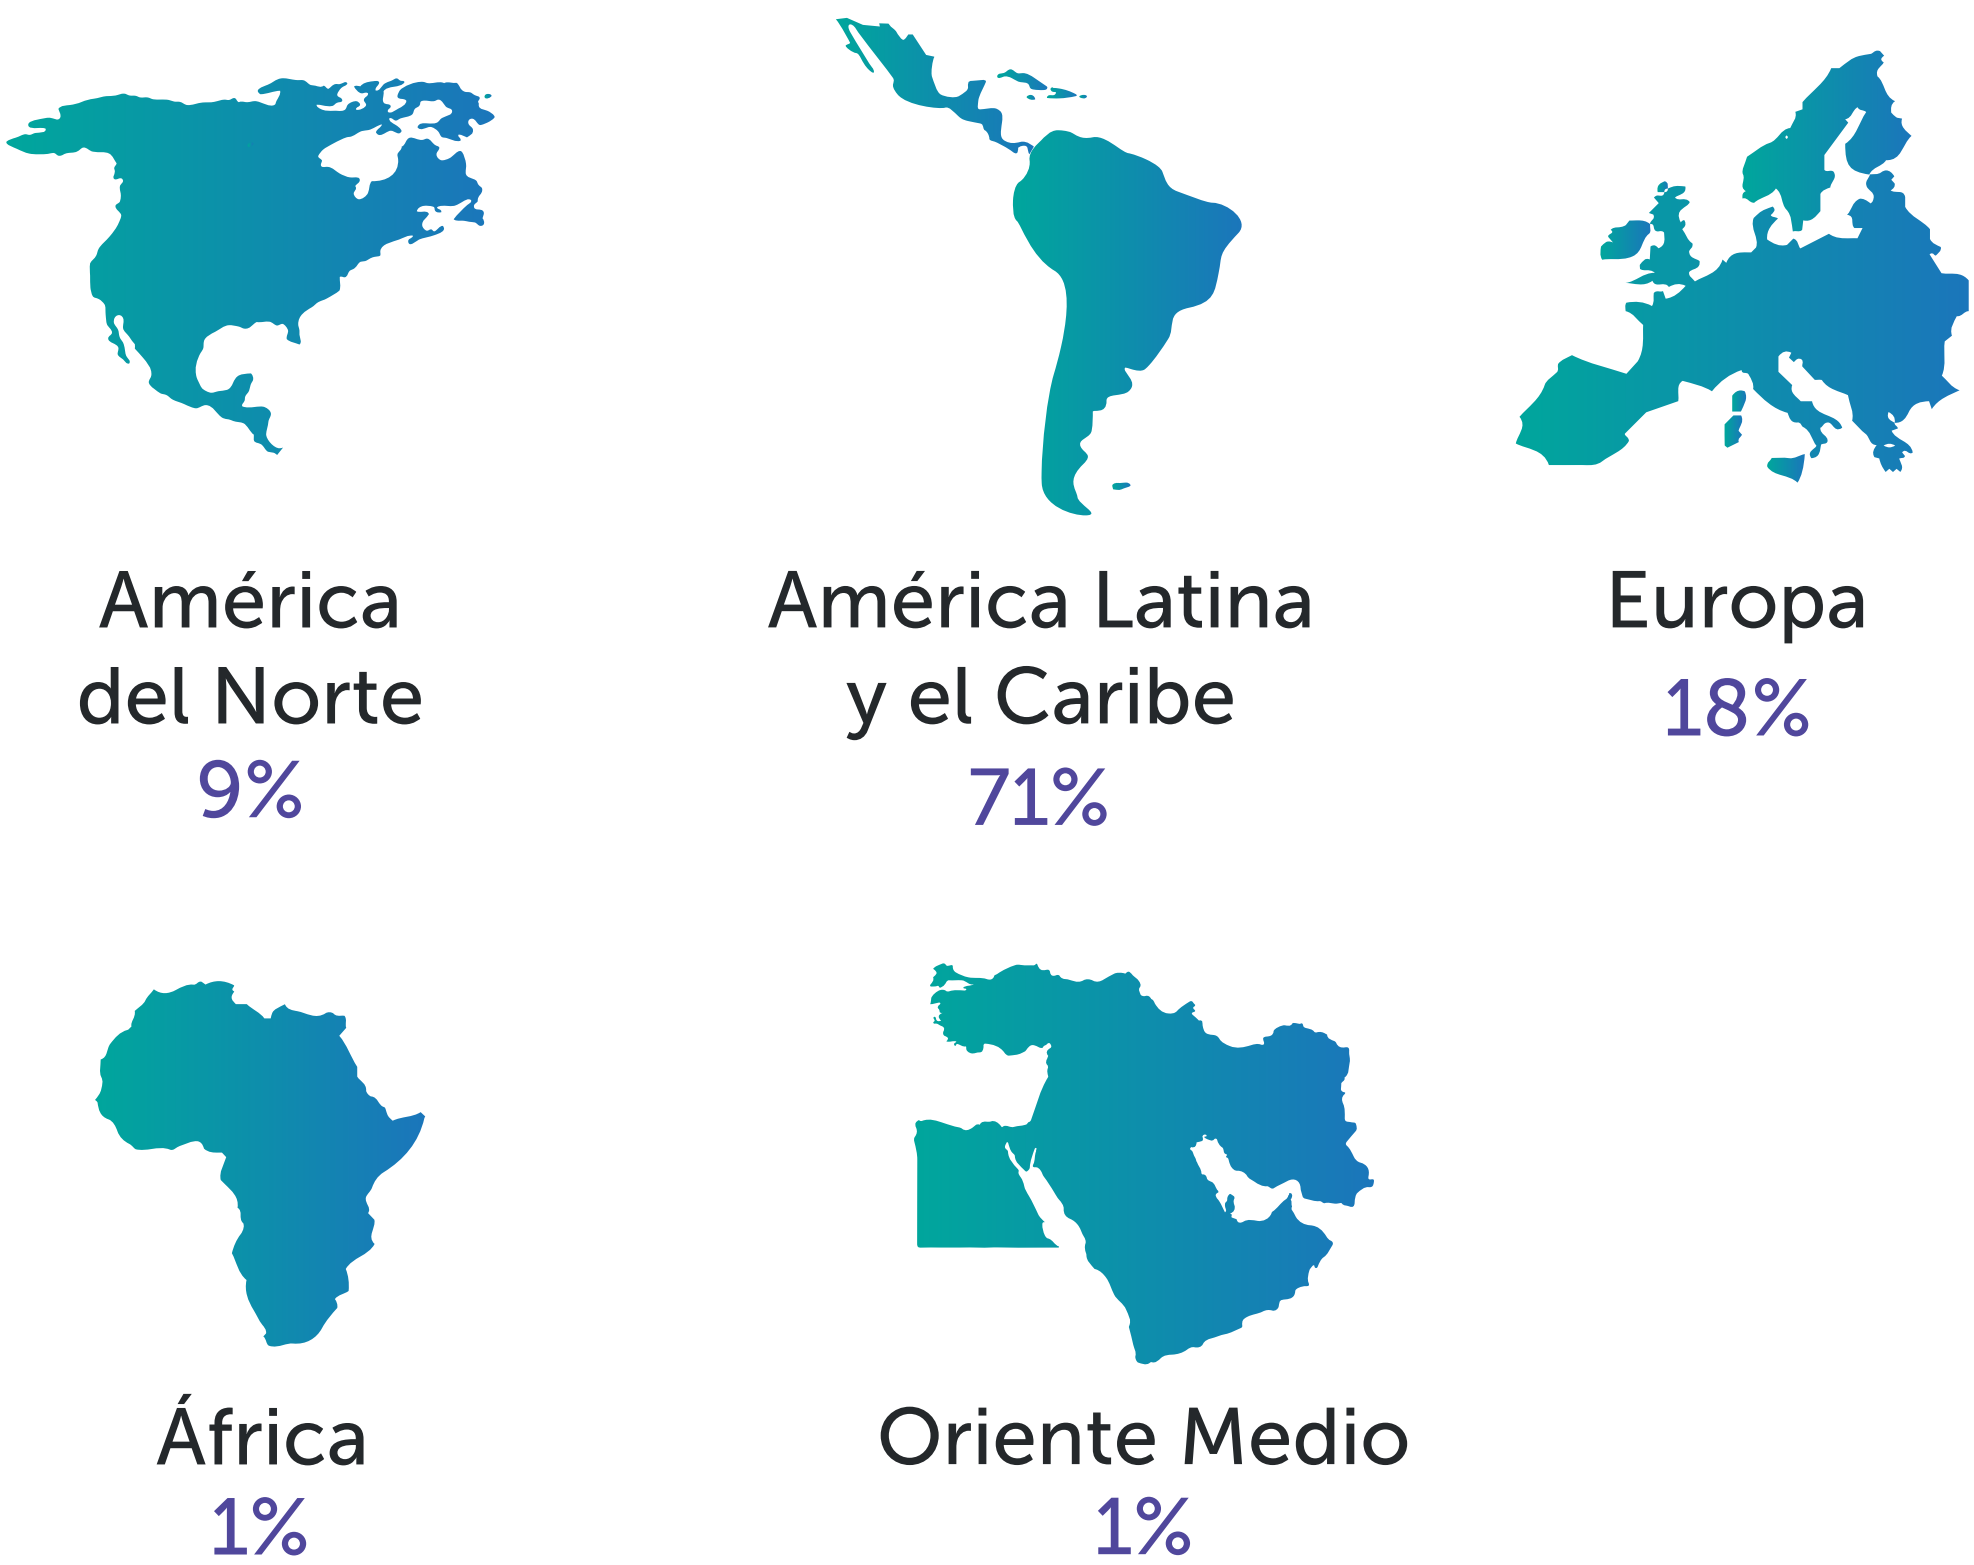 América
del Norte
9%
América Latina
y el Caribe
71%
Europa
18%
África
1%
Oriente Medio
1%